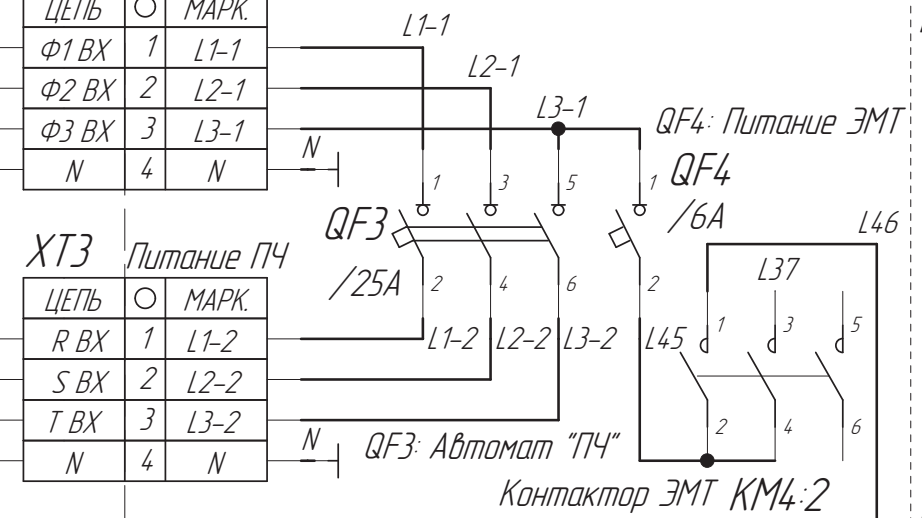 ЦЕПЬ МАРК.
Ф1 ВХ 1 L1-1
Ф2 ВХ 2 L2-1
Ф3 ВХ 3 L3-1
N 4 N
N
L1-1
L2-1
L3-1
QF4: Питание ЭМТ
1 3 5 1
QF4
/6А
QF3
/25А
2 4 6 2
L46
L37
1 3 5
XT3 Питание ПЧ
ЦЕПЬ МАРК.
R ВХ 1 L1-2
S ВХ 2 L2-2
T ВХ 3 L3-2
N 4 N
N
L1-2 L2-2 L3-2 L45
2 4 6
QF3: Автомат "ПЧ"
Контактор ЭМТ KM4:2